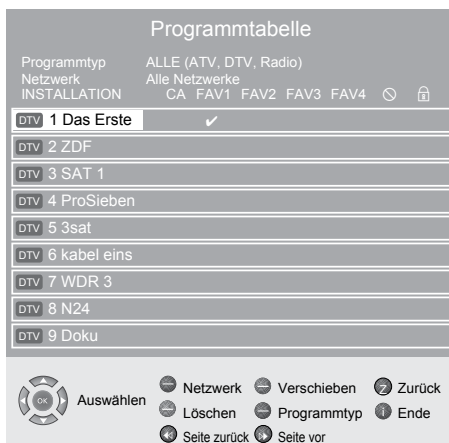 Programmtabelle
Programmtyp ALLE (ATV, DTV, Radio)
Netzwerk Alle Netzwerke
INSTALLATION CA FAV1 FAV2 FAV3 FAV4
DTV 1 Das Erste ✔
DTV 2 ZDF
DTV 3 SAT 1
DTV 4 ProSieben
DTV 5 3sat
DTV 6 kabel eins
DTV 7 WDR 3
DTV 8 N24
DTV 9 Doku
OK Auswählen Netzwerk Verschieben Z Zurück
Löschen Programmtyp i Ende
Seite zurück Seite vor